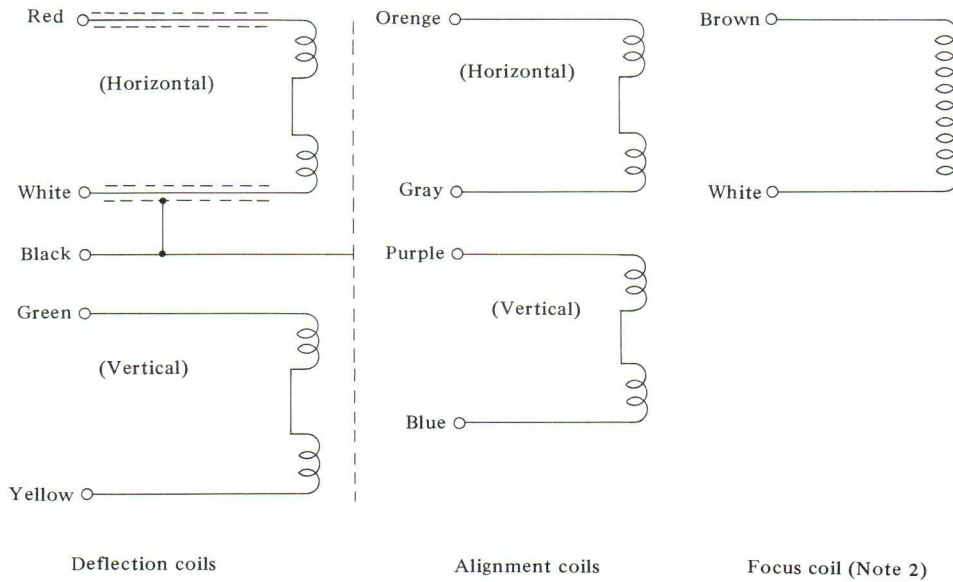 Red
(Horizontal)
White
Black
Green
(Vertical)
Yellow
Deflection coils
Orenge
(Horizontal)
Gray
Purple
(Vertical)
Blue
Alignment coils
Brown
White
Focus coil (Note 2)